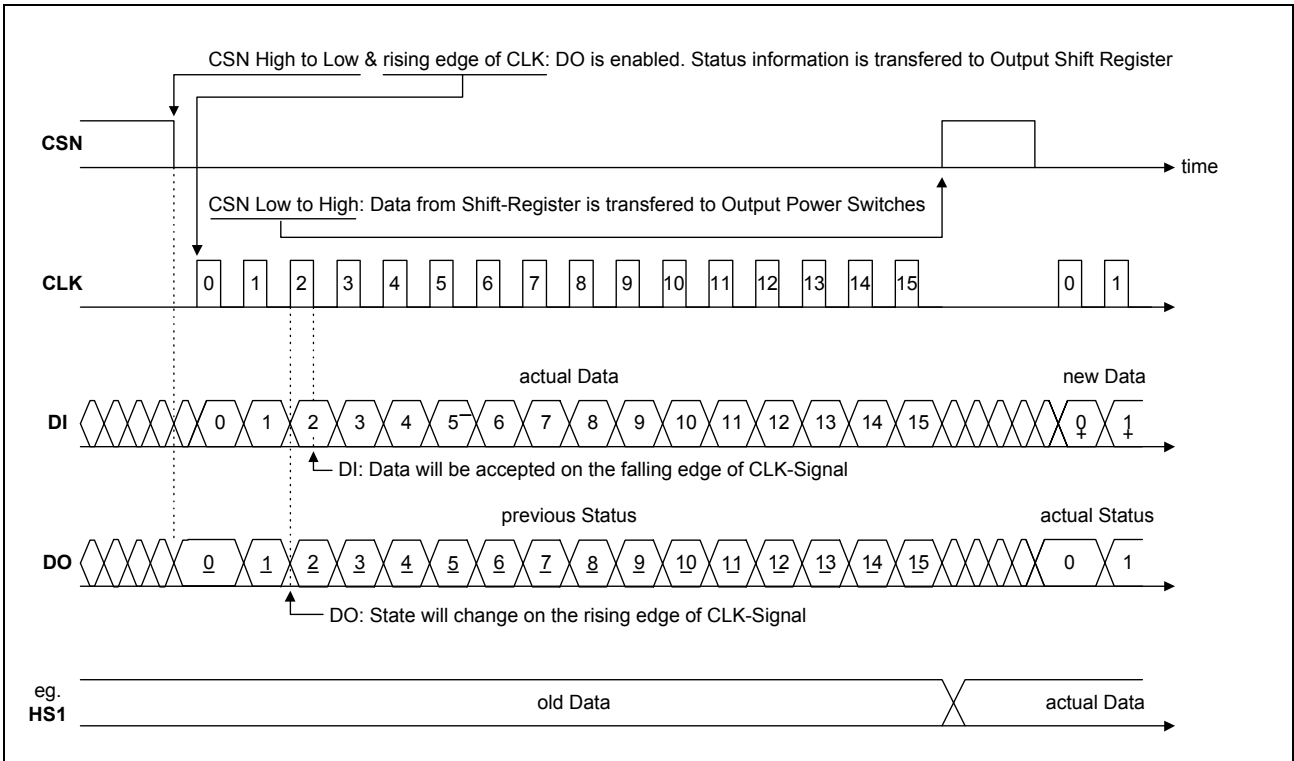 CSN High to Low & rising edge of CLK: DO is enabled. Status information is transfered to Output Shift Register
CSN
time
CSN Low to High: Data from Shift-Register is transfered to Output Power Switches
CLK 0 1 2 3 4 5 6 7 8 9 10 11 12 13 14 15 0 1
actual Data new Data
DI 0 1 2 3 4 5 6 7 8 9 10 11 12 13 14 15 0 1
+ +
DI: Data will be accepted on the falling edge of CLK-Signal
previous Status actual Status
DO 0 1 2 3 4 5 6 7 8 9 10 11 12 13 14 15 0 1
DO: State will change on the rising edge of CLK-Signal
eg.
HS1 old Data actual Data